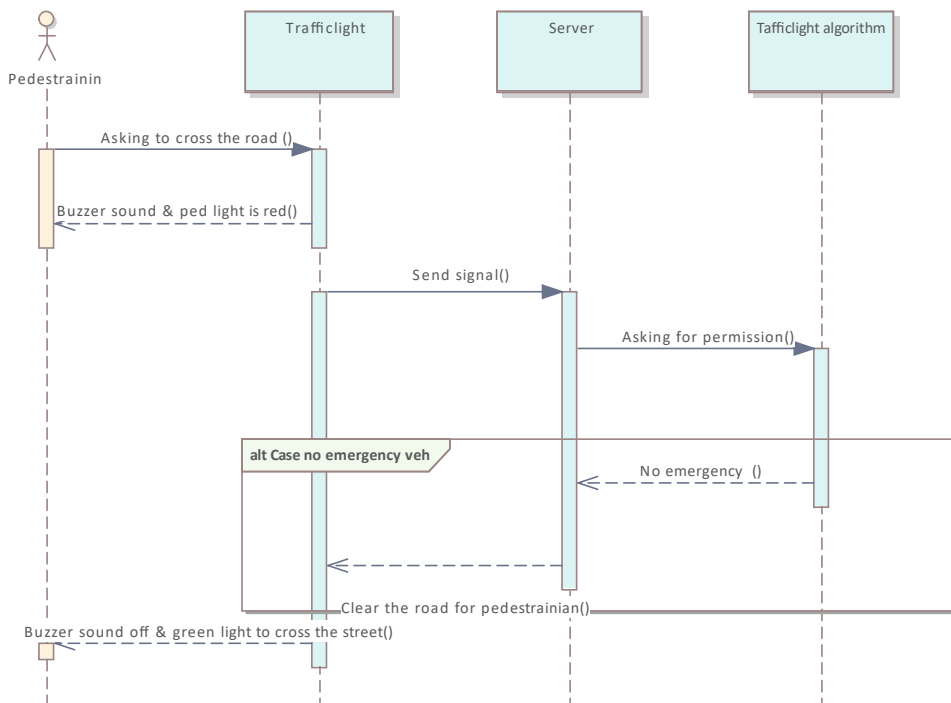 Trafficlight
Server
Tafficlight algorithm
Pedestrainin
Asking to cross the road ()
Buzzer sound & ped light is red()
Send signal()
Asking for permission()
alt Case no emergency veh
No emergency ()
Clear the road for pedestrainian()
Buzzer sound off & green light to cross the street()